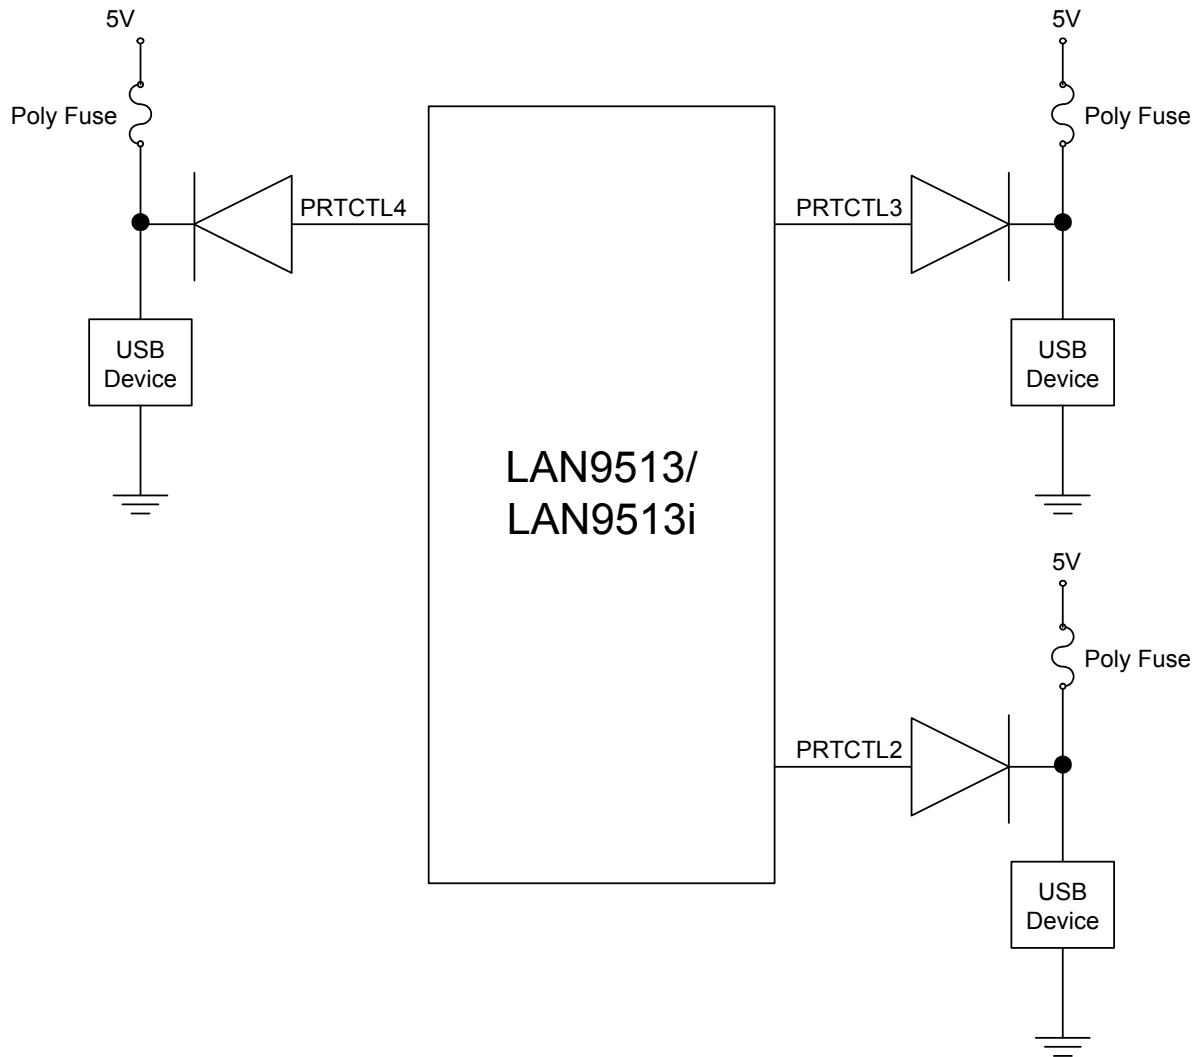 5V
Poly Fuse
PRTCTL4
USB
Device
LAN9513/
LAN9513i
5V
Poly Fuse
PRTCTL3
USB
Device
5V
Poly Fuse
PRTCTL2
USB
Device